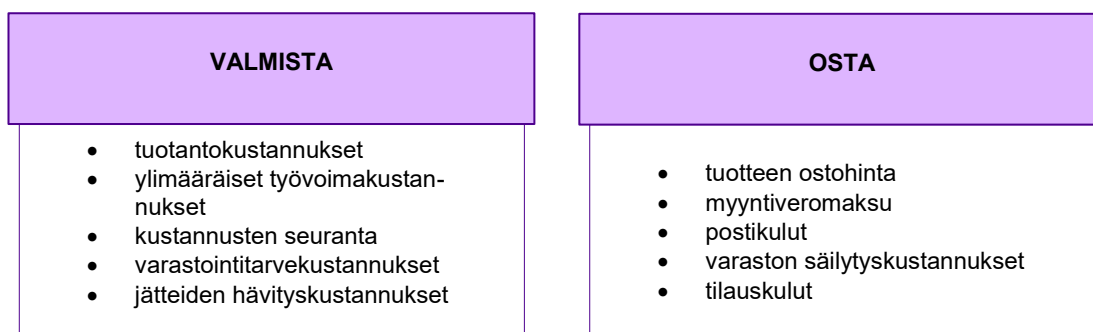 VALMISTA
• tuotantokustannukset
• ylimääräiset työvoimakustan-
nukset
• kustannusten seuranta
• varastointitarvekustannukset
• jätteiden hävityskustannukset
OSTA
• tuotteen ostohinta
• myyntiveromaksu
• postikulut
• varaston säilytyskustannukset
• tilauskulut